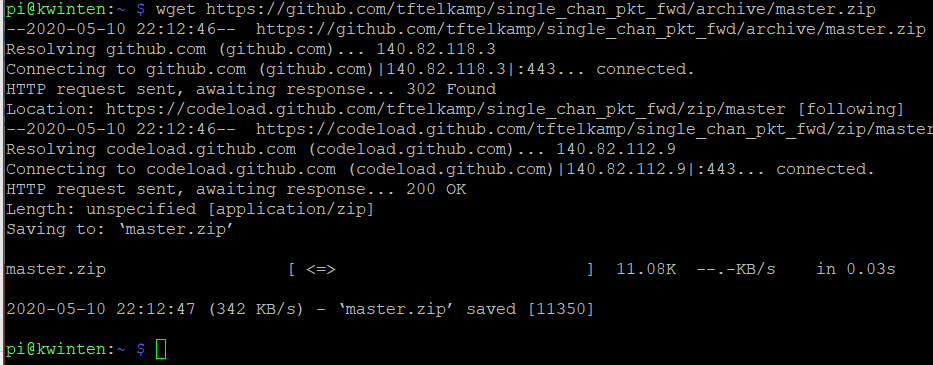 pi@kwinten:~ $ wget https://github.com/tftelkamp/single_chan_pkt_fwd/archive/master.zip
--2020-05-10 22:12:46--  https://github.com/tftelkamp/single_chan_pkt_fwd/archive/master.zip
Resolving github.com (github.com)... 140.82.118.3
Connecting to github.com (github.com)|140.82.118.3|:443... connected.
HTTP request sent, awaiting response... 302 Found
Location: https://codeload.github.com/tftelkamp/single_chan_pkt_fwd/zip/master [following]
--2020-05-10 22:12:46--  https://codeload.github.com/tftelkamp/single_chan_pkt_fwd/zip/master
Resolving codeload.github.com (codeload.github.com)... 140.82.112.9
Connecting to codeload.github.com (codeload.github.com)|140.82.112.9|:443... connected.
HTTP request sent, awaiting response... 200 OK
Length: unspecified [application/zip]
Saving to: ‘master.zip’
master.zip                       [ <=>                         ]  11.08K  --.-KB/s    in 0.03s
2020-05-10 22:12:47 (342 KB/s) - ‘master.zip’ saved [11350]
pi@kwinten:~ $